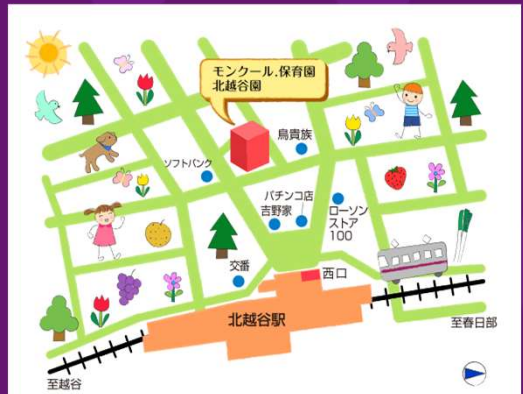 モンクール.保育園
北越谷園
鳥貴族
ソフトバンク
パチンコ店
吉野家
ローソン
ストア
100
交番
西口
北越谷駅
至春日部
至越谷